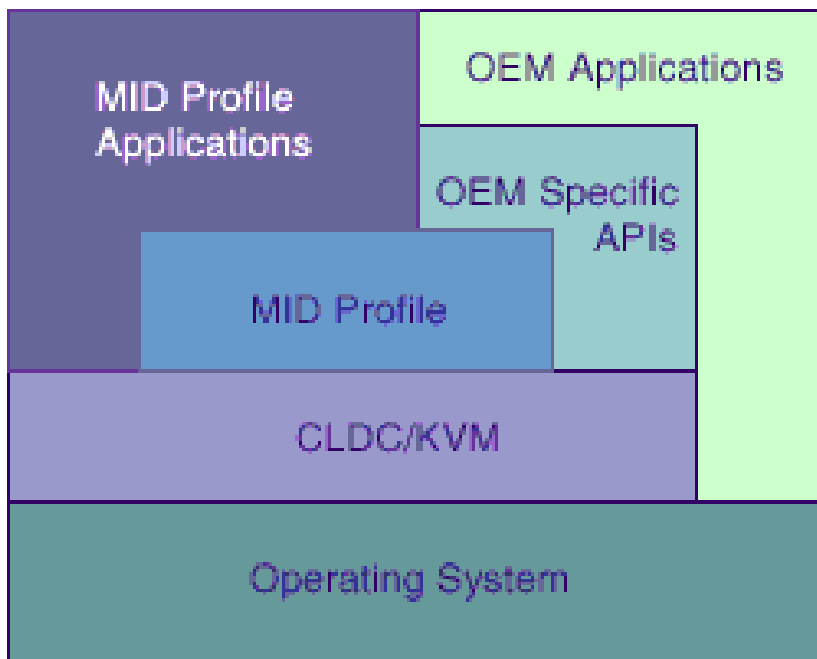 MID Profile
Applications
OEM Applications
OEM Specific
APIs
MID Profile
CLDC/KVM
Operating System